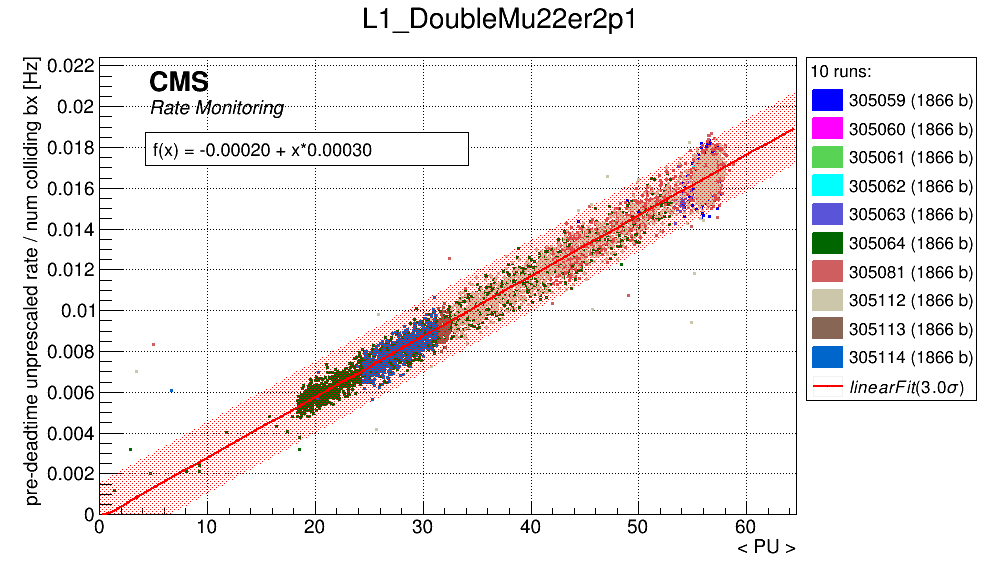 L1_DoubleMu22er2p1
pre-deadtime unprescaled rate / num colliding bx [Hz]
0.022
0.02
0.018
0.016
0.014
0.012
0.01
0.008
0.006
0.004
0.002
0
CMS
Rate Monitoring
f(x) = -0.00020 + x*0.00030
0 10 20 30 40 50 60
< PU >
10 runs:
305059 (1866 b)
305060 (1866 b)
305061 (1866 b)
305062 (1866 b)
305063 (1866 b)
305064 (1866 b)
305081 (1866 b)
305112 (1866 b)
305113 (1866 b)
305114 (1866 b)
linearFit(3.0σ)